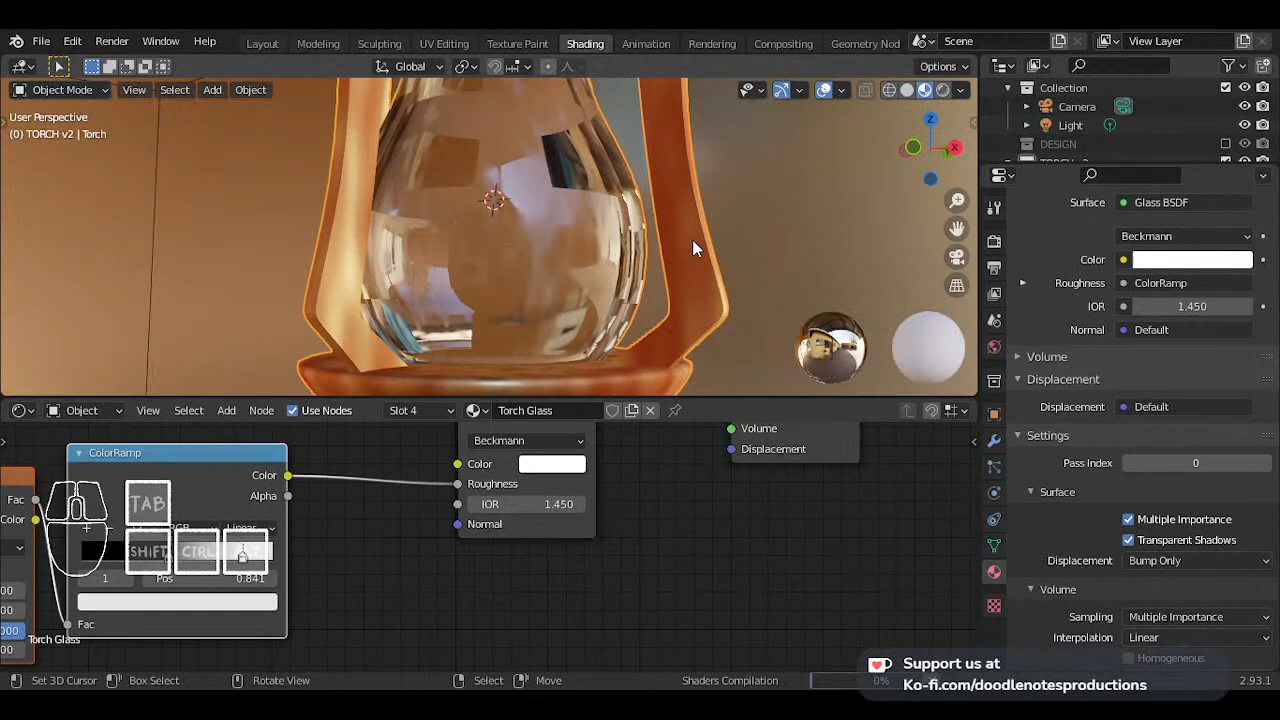 File Edit Render Window Help Layout Modeling Sculpting UV Editing Texture Paint Shading Animation Rendering Compositing Geometry Nod Scene View Layer
Global Options
Object Mode View Select Add Object
User Perspective
(0) TORCH v2 | Torch
Z
X
Collection
Camera
Light
DESIGN
Surface Glass BSDF
Beckmann
Color
Roughness ColorRamp
IOR 1.450
Normal Default
Volume
Displacement
Displacement Default
Settings
Pass Index 0
Surface
Multiple Importance
Transparent Shadows
Displacement Bump Only
Volume
Sampling Multiple Importance
Interpolation Linear
Homogeneous
Object View Select Add Node Use Nodes Slot 4 Torch Glass
ColorRamp
Color
Alpha
Linear
1 Pos 0.841
Fac
Fac
Color
Torch Glass
TAB
SHIFT CTRL
Beckmann
Color
Roughness
IOR 1.450
Normal
Volume
Displacement
Support us at
Ko-fi.com/doodlenotesproductions
Set 3D Cursor Box Select Rotate View Select Move Shaders Compilation 0% 2.93.1